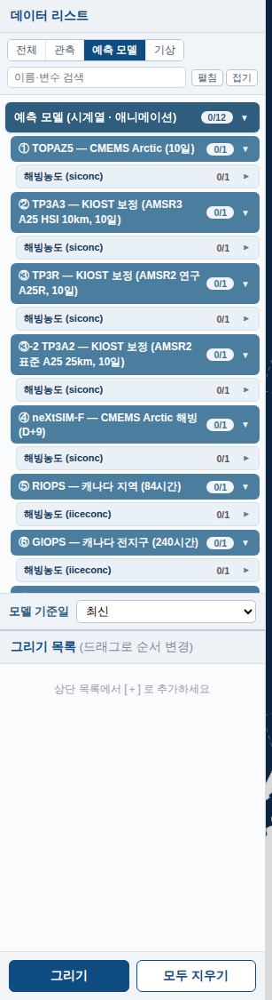 데이터 리스트
전체 관측 예측 모델 기상
이름·변수 검색 펼침 접기
예측 모델 (시계열 · 애니메이션) 0/12 ▼
① TOPAZ5 — CMEMS Arctic (10일) 0/1 ▼
해빙농도 (siconc) 0/1 ►
② TP3A3 — KIOST 보정 (AMSR3
A25 HSI 10km, 10일) 0/1 ▼
해빙농도 (siconc) 0/1 ►
③ TP3R — KIOST 보정 (AMSR2 연구
A25R, 10일) 0/1 ▼
해빙농도 (siconc) 0/1 ►
③-2 TP3A2 — KIOST 보정 (AMSR2
표준 A25 25km, 10일) 0/1 ▼
해빙농도 (siconc) 0/1 ►
④ neXtSIM-F — CMEMS Arctic 해빙
(D+9) 0/1 ▼
해빙농도 (siconc) 0/1 ►
⑤ RIOPS — 캐나다 지역 (84시간) 0/1 ▼
해빙농도 (iiceconc) 0/1 ►
⑥ GIOPS — 캐나다 전지구 (240시간) 0/1 ▼
해빙농도 (iiceconc) 0/1 ►
모델 기준일 최신
그리기 목록 (드래그로 순서 변경)
상단 목록에서 [+] 로 추가하세요
그리기 모두 지우기